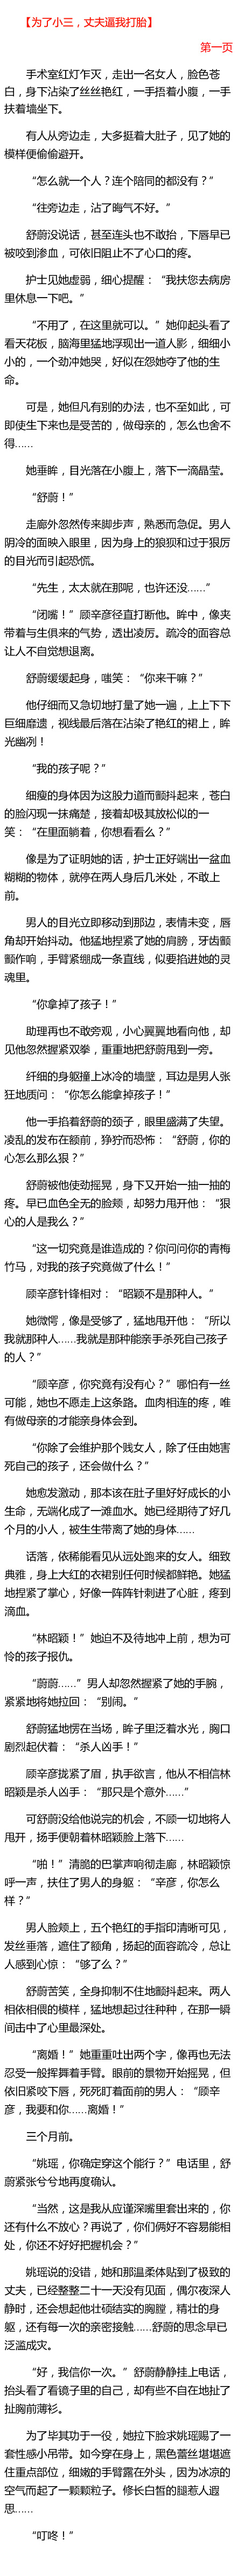 【为了小三，丈夫逼我打胎】
第一页
手术室红灯乍灭，走出一名女人，脸色苍
白，身下沾染了丝丝艳红，一手捂着小腹，一手
扶着墙坐下。
有人从旁边走，大多挺着大肚子，见了她的
模样便偷偷避开。
“怎么就一个人？连个陪同的都没有？”
“往旁边走，沾了晦气不好。”
舒蔚没说话，甚至连头也不敢抬，下唇早已
被咬到渗血，可依旧阻止不了心口的疼。
护士见她虚弱，细心提醒：“我扶您去病房
里休息一下吧。”
“不用了，在这里就可以。”她仰起头看了
看天花板，脑海里猛地浮现出一道人影，细细小
小的，一个劲冲她哭，好似在怨她夺了他的生
命。
可是，她但凡有别的办法，也不至如此，可
即使生下来也是受苦的，做母亲的，怎么也舍不
得……
她垂眸，目光落在小腹上，落下一滴晶莹。
“舒蔚！”
走廊外忽然传来脚步声，熟悉而急促。男人
阴冷的面映入眼里，因为身上的狼狈和过于狠厉
的目光而引起恐慌。
“先生，太太就在那呢，也许还没……”
“闭嘴！”顾辛彦径直打断他。眸中，像夹
带着与生俱来的气势，透出凌厉。疏冷的面容总
让人不自觉想退离。
舒蔚缓缓起身，嗤笑：“你来干嘛？”
他仔细而又急切地打量了她一遍，上上下下
巨细靡遗，视线最后落在沾染了艳红的裙上，眸
光幽冽！
“我的孩子呢？”
细瘦的身体因为这股力道而颤抖起来，苍白
的脸闪现一抹痛楚，接着却极其放松似的一
笑：“在里面躺着，你想看看么？”
像是为了证明她的话，护士正好端出一盆血
糊糊的物体，就停在两人身后几米处，不敢上
前。
男人的目光立即移动到那边，表情未变，唇
角却开始抖动。他猛地捏紧了她的肩膀，牙齿颤
颤作响，手臂紧绷成一条直线，似要掐进她的灵
魂里。
“你拿掉了孩子！”
助理再也不敢旁观，小心翼翼地看向他，却
见他忽然握紧双拳，重重地把舒蔚甩到一旁。
纤细的身躯撞上冰冷的墙壁，耳边是男人张
狂地质问：“你怎么能拿掉孩子！”
他一手掐着舒蔚的颈子，眼里盛满了失望。
凌乱的发布在额前，狰狞而恐怖：“舒蔚，你的
心怎么那么狠？”
舒蔚被他使劲摇晃，身下又开始一抽一抽的
疼。早已血色全无的脸颊，却努力甩开他：“狠
心的人是我么？”
“这一切究竟是谁造成的？你问问你的青梅
竹马，对我的孩子究竟做了什么！”
顾辛彦针锋相对：“昭颖不是那种人。”
她微愕，像是受够了，猛地甩开他：“所以
我就那种人……我就是那种能亲手杀死自己孩子
的人？”
“顾辛彦，你究竟有没有心？”哪怕有一丝
可能，她也不愿走上这条路。血肉相连的疼，唯
有做母亲的才能亲身体会到。
“你除了会维护那个贱女人，除了任由她害
死自己的孩子，还会做什么？”
她愈发激动，那本该在肚子里好好成长的小
生命，无端化成了一滩血水。她已经期待了好几
个月的小人，被生生带离了她的身体……
话落，依稀能看见从远处跑来的女人。细致
典雅，身上大红的衣裙别任何时候都鲜艳。她猛
地捏紧了掌心，好像一阵阵针刺进了心脏，疼到
滴血。
“林昭颖！”她迫不及待地冲上前，想为可
怜的孩子报仇。
“蔚蔚……”男人却忽然握紧了她的手腕，
紧紧地将她拉回：“别闹。”
舒蔚猛地愣在当场，眸子里泛着水光，胸口
剧烈起伏着：“杀人凶手！”
顾辛彦拢紧了眉，执手欲言，他从不相信林
昭颖是杀人凶手：“那只是个意外……”
可舒蔚没给他说完的机会，不顾一切地将人
甩开，扬手便朝着林昭颖脸上落下……
“啪！”清脆的巴掌声响彻走廊，林昭颖惊
呼一声，扶住了男人的身躯：“辛彦，你怎么
样？”
男人脸颊上，五个艳红的手指印清晰可见，
发丝垂落，遮住了额角，扬起的面容疏冷，总让
人感到心惊：“够了么？”
舒蔚苦笑，全身抑制不住地颤抖起来。两人
相依相偎的模样，猛地想起过往种种，在那一瞬
间击中了心里最深处。
“离婚！”她重重吐出两个字，像再也无法
忍受一般挥舞着手臂。眼前的景物开始摇晃，但
依旧紧咬下唇，死死盯着面前的男人：“顾辛
彦，我要和你……离婚！”
三个月前。
“姚瑶，你确定穿这个能行？”电话里，舒
蔚紧张兮兮地再度确认。
“当然，这是我从应谨深嘴里套出来的，你
还有什么不放心？再说了，你们俩好不容易能相
处，你还不好好把握机会？”
姚瑶说的没错，她和那温柔体贴到了极致的
丈夫，已经整整二十一天没有见面，偶尔夜深人
静时，还会想起他壮硕结实的胸膛，精壮的身
躯，还有每一次的亲密接触……舒蔚的思念早已
泛滥成灾。
“好，我信你一次。”舒蔚静静挂上电话，
抬头看了看镜子里的自己，却有些不自在地扯了
扯胸前薄衫。
为了毕其功于一役，她拉下脸求姚瑶赐了一
套性感小吊带。如今穿在身上，黑色蕾丝堪堪遮
住重点部位，细嫩的手臂露在外头，因为冰凉的
空气而起了一颗颗粒子。修长白皙的腿惹人遐
思……
“叮咚！”